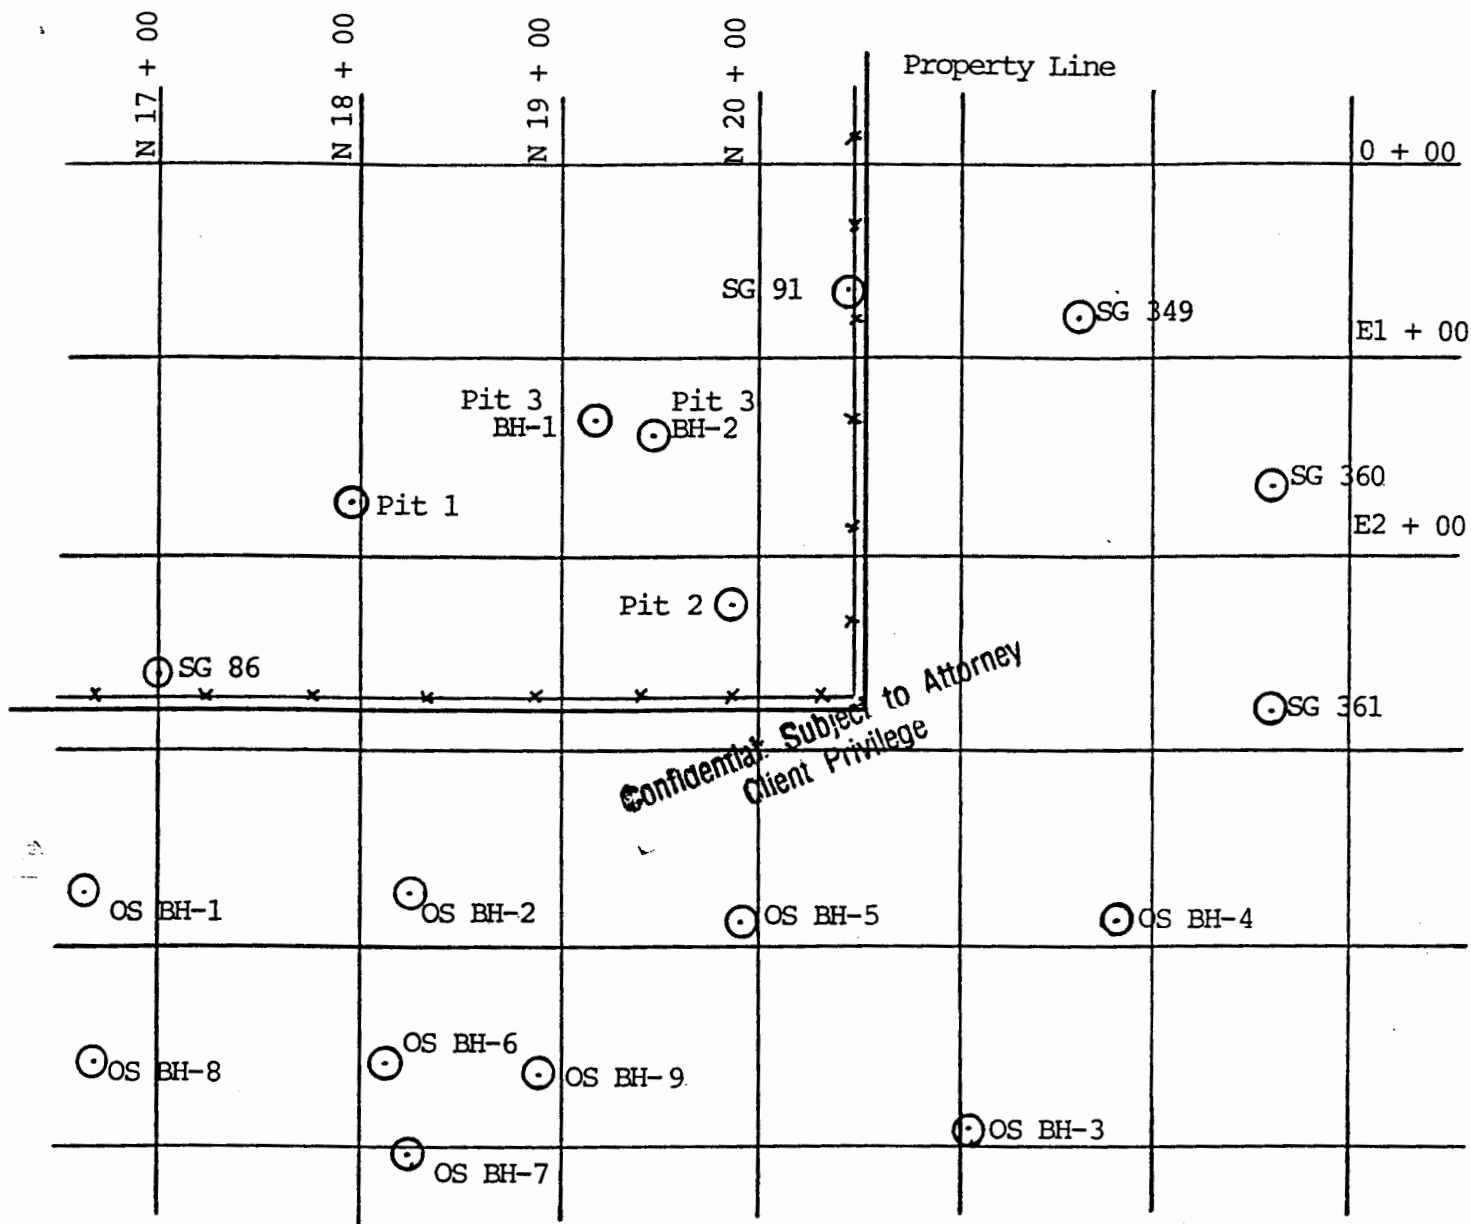 N 17 + 00
N 18 + 00
N 19 + 00
N 20 + 00
Property Line
0 + 00
SG 91
SG 349
E1 + 00
Pit 3
BH-1
Pit 3
BH-2
SG 360
Pit 1
E2 + 00
Pit 2
SG 86
SG 361
Confidential: Subject to Attorney
Client Privilege
OS BH-1
OS BH-2
OS BH-5
OS BH-4
OS BH-6
OS BH-8
OS BH-9
OS BH-3
OS BH-7